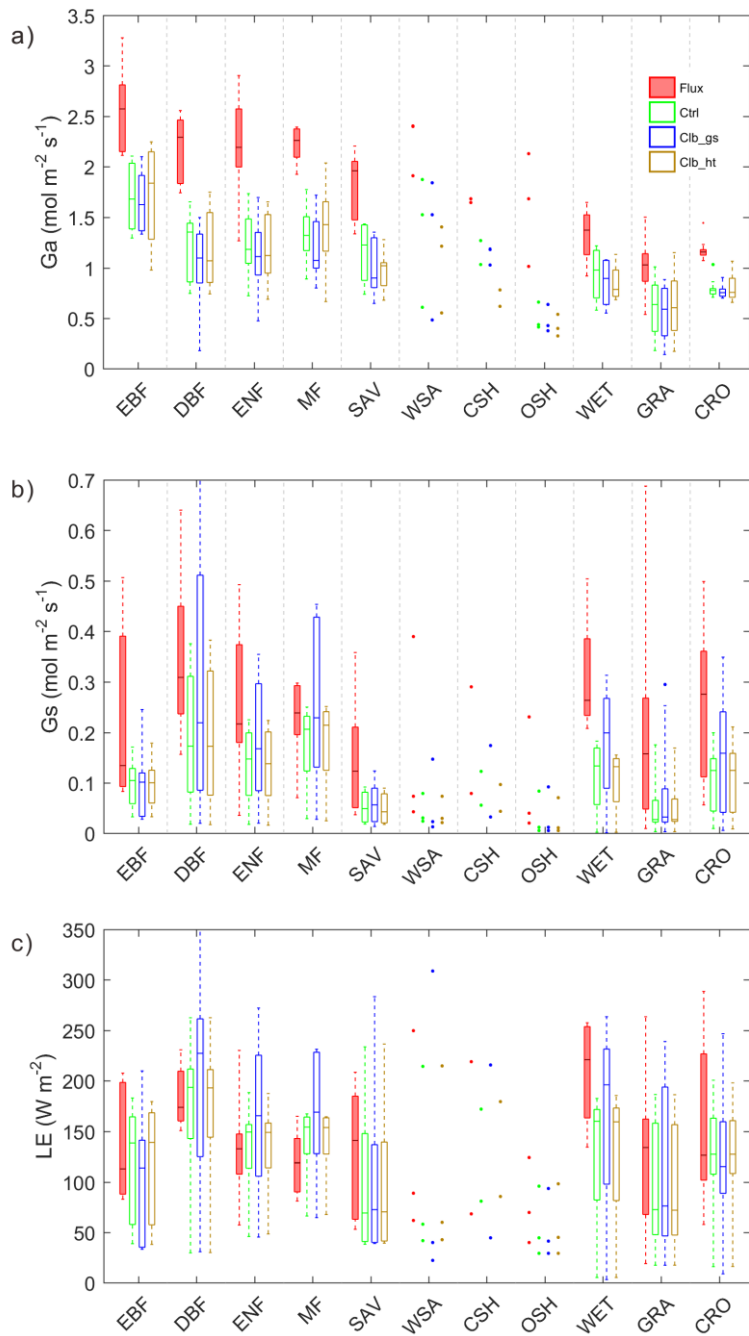 a)
Ga (mol m-2 s-1)
3.5
3
2.5
2
1.5
1
0.5
0
Flux
Ctrl
Clb_gs
Clb_ht
EBF DBF ENF MF SAV WSA CSH OSH WET GRA CRO
b)
Gs (mol m-2 s-1)
0.7
0.6
0.5
0.4
0.3
0.2
0.1
0
EBF DBF ENF MF SAV WSA CSH OSH WET GRA CRO
c)
LE (W m-2)
350
300
250
200
150
100
50
0
EBF DBF ENF MF SAV WSA CSH OSH WET GRA CRO